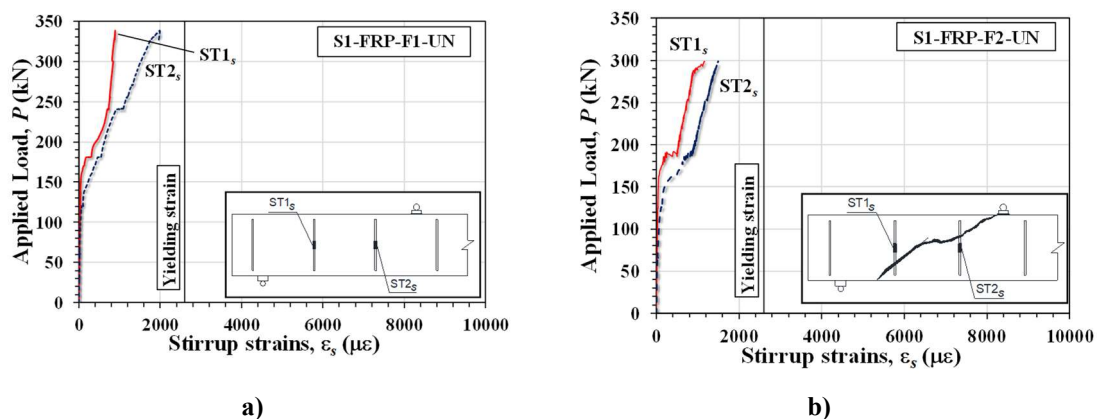 S1-FRP-F1-UN
ST1s
ST2s
400
350
300
250
200
150
100
50
0
Applied Load, P (kN)
Yielding strain
ST1s
ST2s
0 2000 4000 6000 8000 10000
Stirrup strains, εs (µε)
a)
S1-FRP-F2-UN
ST1s
ST2s
400
350
300
250
200
150
100
50
0
Applied Load, P (kN)
Yielding strain
ST1s
ST2s
0 2000 4000 6000 8000 10000
Stirrup strains, εs (µε)
b)